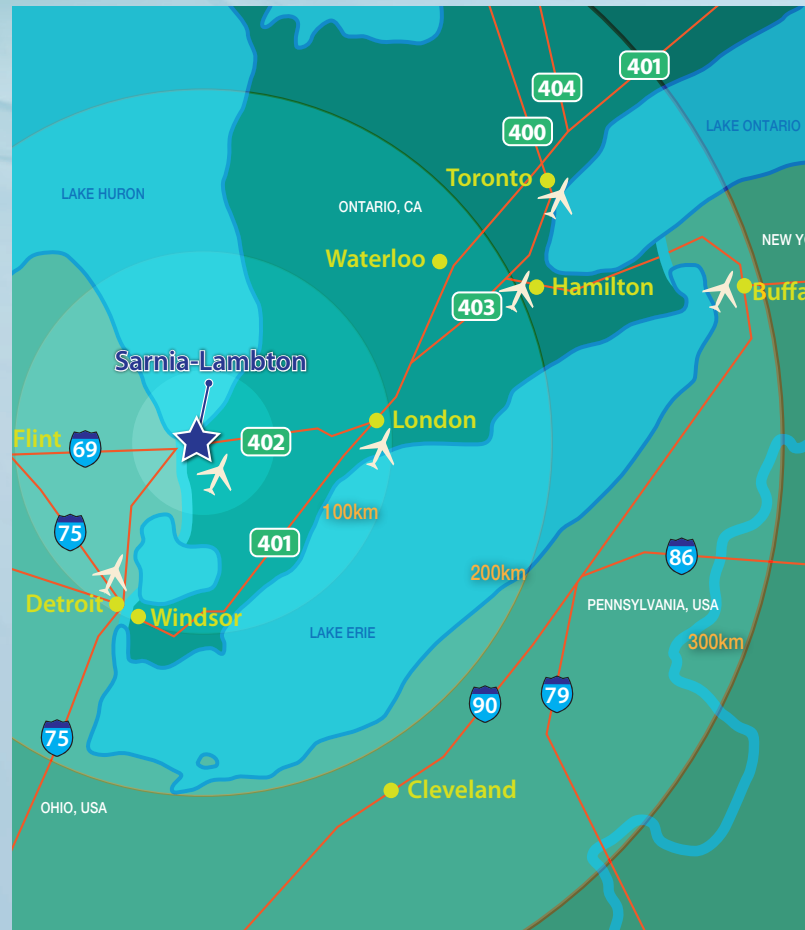 401
404
400
LAKE ONTARIO
Toronto
LAKE HURON
ONTARIO, CA
NEW YO
Waterloo
Hamilton
Buffa
403
Sarnia-Lambton
London
Flint
69
402
100km
75
401
86
200km
Detroit
Windsor
PENNSYLVANIA, USA
LAKE ERIE
300km
90
79
75
Cleveland
OHIO, USA